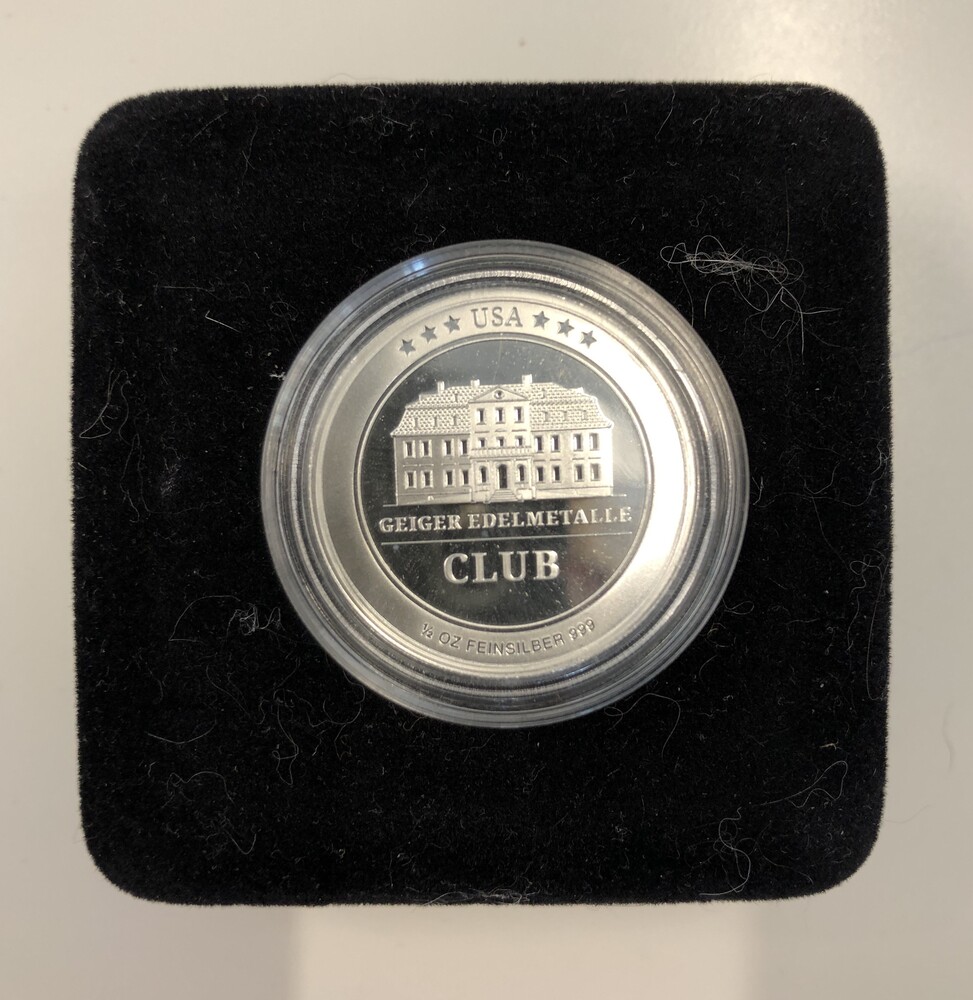 ★★★ USA ★★★
GEIGER EDELMETALLE
CLUB
½ OZ FEINSILBER 999